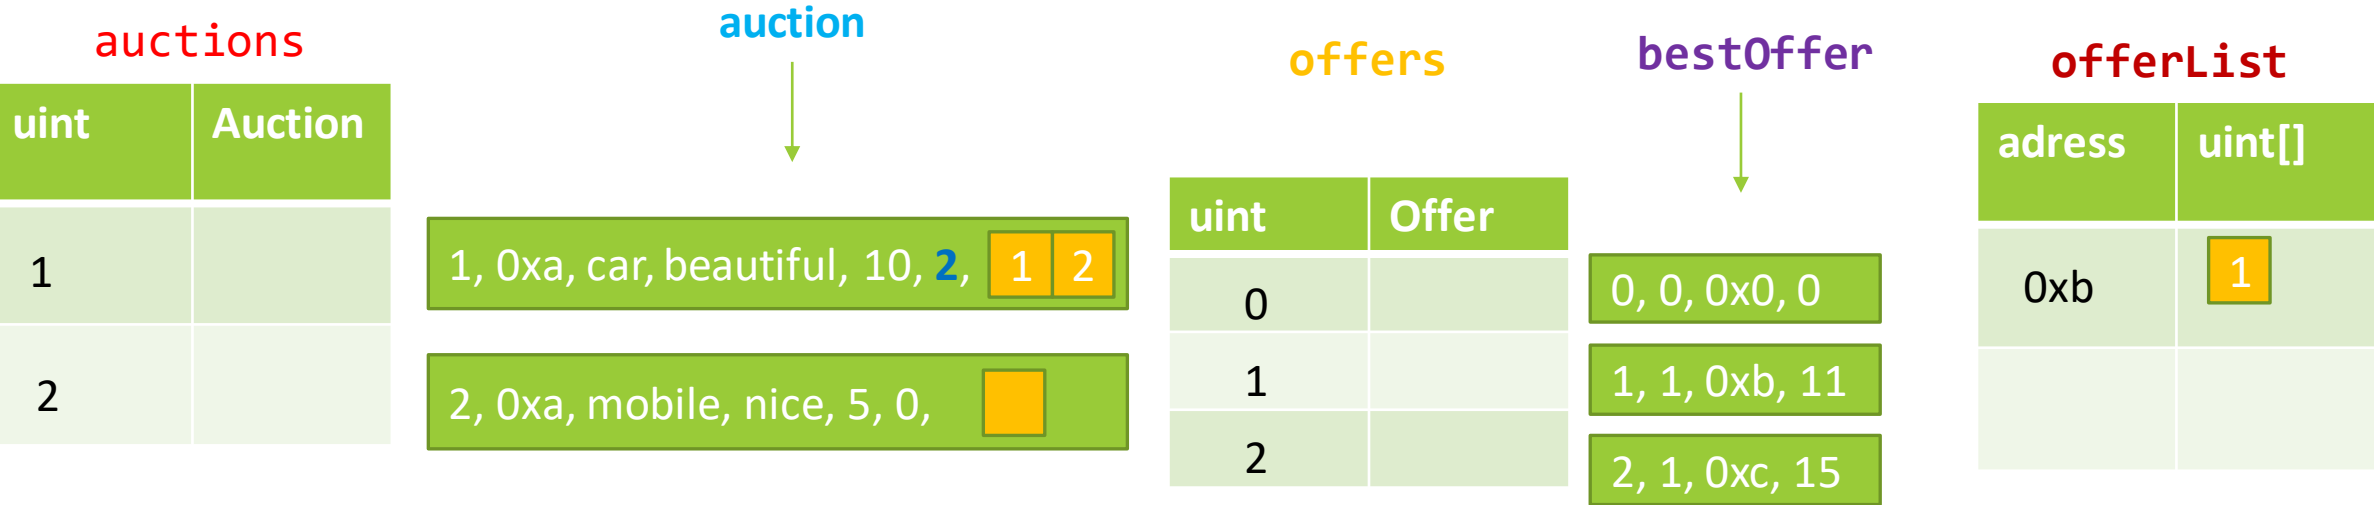 auctions
uint Auction
1
2
auction
1, 0xa, car, beautiful, 10, 2, 1 2
2, 0xa, mobile, nice, 5, 0,
offers
uint Offer
0
1
2
bestOffer
0, 0, 0x0, 0
1, 1, 0xb, 11
2, 1, 0xc, 15
offerList
adress uint[]
0xb 1